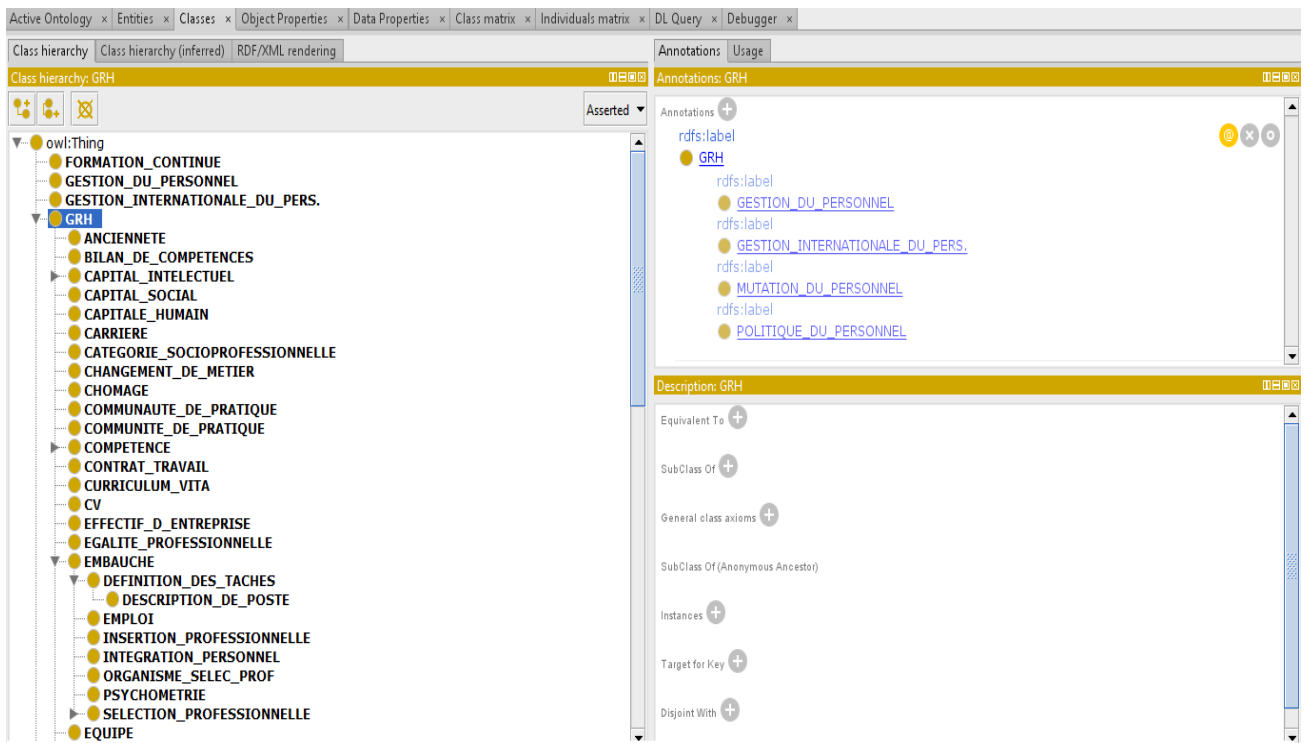 Active Ontology × Entities × Classes × Object Properties × Data Properties × Class matrix × Individuals matrix × DL Query × Debugger ×
Class hierarchy Class hierarchy (inferred) RDF/XML rendering
Class hierarchy: GRH
Asserted
owl:Thing
FORMATION_CONTINUE
GESTION_DU_PERSONNEL
GESTION_INTERNATIONALE_DU_PERS.
GRH
ANCIENNETE
BILAN_DE_COMPETENCES
CAPITAL_INTELECTUEL
CAPITAL_SOCIAL
CAPITALE_HUMAIN
CARRIERE
CATEGORIE_SOCIOPROFESSIONNELLE
CHANGEMENT_DE_METIER
CHOMAGE
COMMUNAUTE_DE_PRATIQUE
COMMUNITE_DE_PRATIQUE
COMPETENCE
CONTRAT_TRAVAIL
CURRICULUM_VITA
CV
EFFECTIF_D_ENTREPRISE
EGALITE_PROFESSIONNELLE
EMBAUCHE
DEFINITION_DES_TACHES
DESCRIPTION_DE_POSTE
EMPLOI
INSERTION_PROFESSIONNELLE
INTEGRATION_PERSONNEL
ORGANISME_SELEC_PROF
PSYCHOMETRIE
SELECTION_PROFESSIONNELLE
EQUIPE
Annotations Usage
Annotations: GRH
Annotations
rdfs:label
GRH
rdfs:label
GESTION_DU_PERSONNEL
rdfs:label
GESTION_INTERNATIONALE_DU_PERS.
rdfs:label
MUTATION_DU_PERSONNEL
rdfs:label
POLITIQUE_DU_PERSONNEL
Description: GRH
Equivalent To
SubClass Of
General class axioms
SubClass Of (Anonymous Ancestor)
Instances
Target for Key
Disjoint With